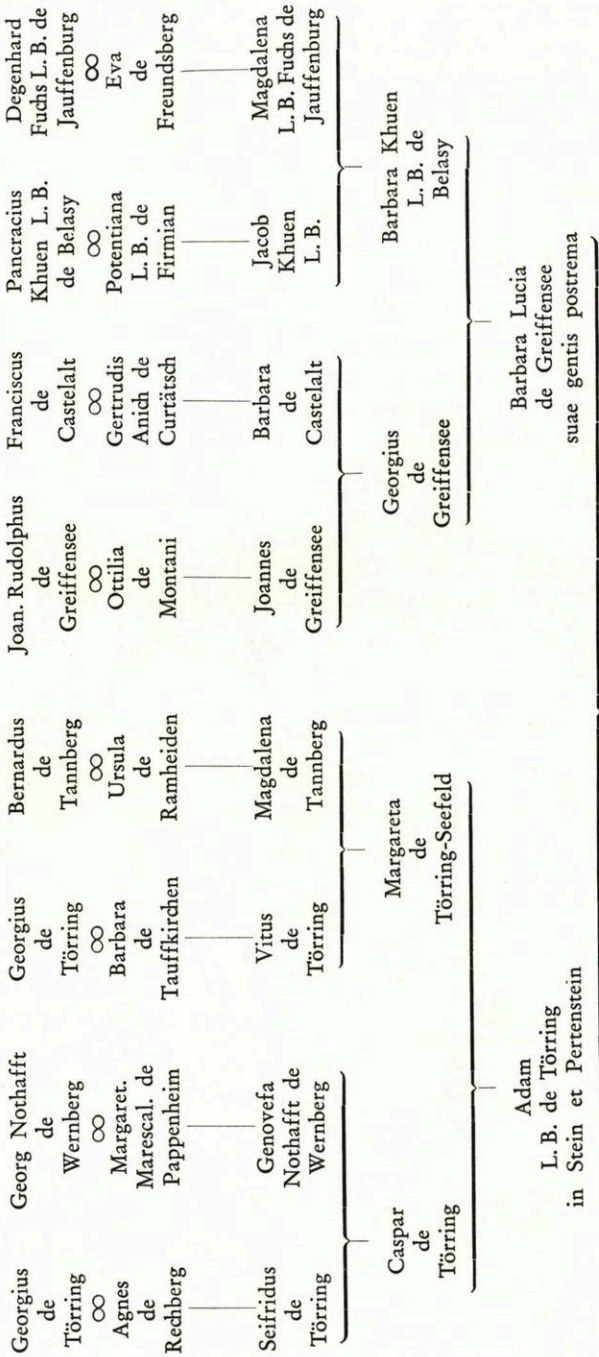 Georgius
de
Törring
∞
Agnes
de
Rechberg
Georg Nothafft
de
Wernberg
∞
Margaret.
Marescal. de
Pappenheim
Georgius
de
Törring
∞
Barbara
de
Tauffkirchen
Bernardus
de
Tannberg
∞
Ursula
de
Ramheiden
Joan. Rudolphus
de
Greiffensee
∞
Ottilia
de
Montani
Franciscus
de
Castelalt
∞
Gertrudis
Anich de
Curtätsch
Pancracius
Khuen L. B.
de Belasy
∞
Potentiana
L. B. de
Firmian
Degenhard
Fuchs L. B. de
Jauffenburg
∞
Eva
de
Freundsberg
Seifridus
de
Törring
Genovefa
Nothafft de
Wernberg
Vitus
de
Törring
Magdalena
de
Tannberg
Joannes
de
Greiffensee
Barbara
de
Castelalt
Jacob
Khuen
L. B.
Magdalena
L. B. Fuchs de
Jauffenburg
Caspar
de
Törring
Margareta
de
Törring-Seefeld
Georgius
de
Greiffensee
Barbara Khuen
L. B. de
Belasy
Adam
L. B. de Törring
in Stein et Pertenstein
Barbara Lucia
de Greiffensee
suae gentis postrema